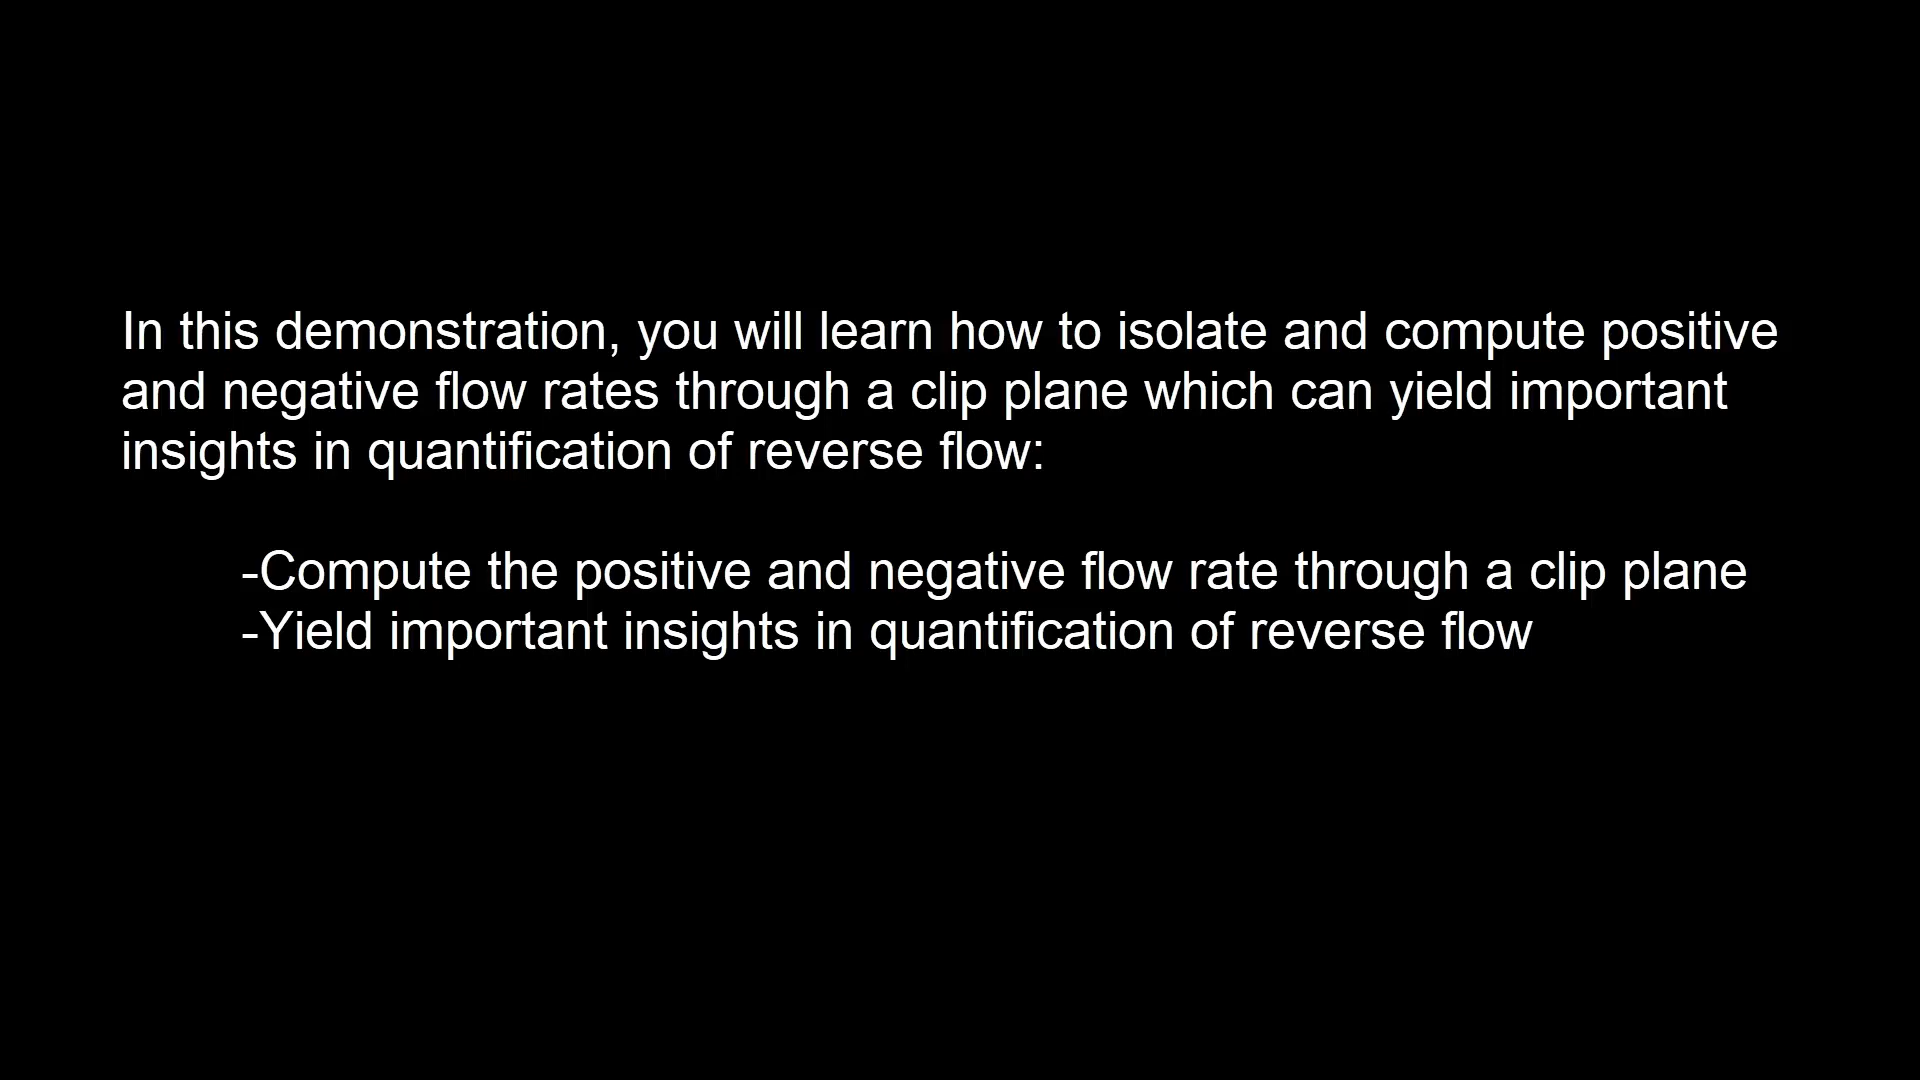 In this demonstration, you will learn how to isolate and compute positive
and negative flow rates through a clip plane which can yield important
insights in quantification of reverse flow:
-Compute the positive and negative flow rate through a clip plane
-Yield important insights in quantification of reverse flow